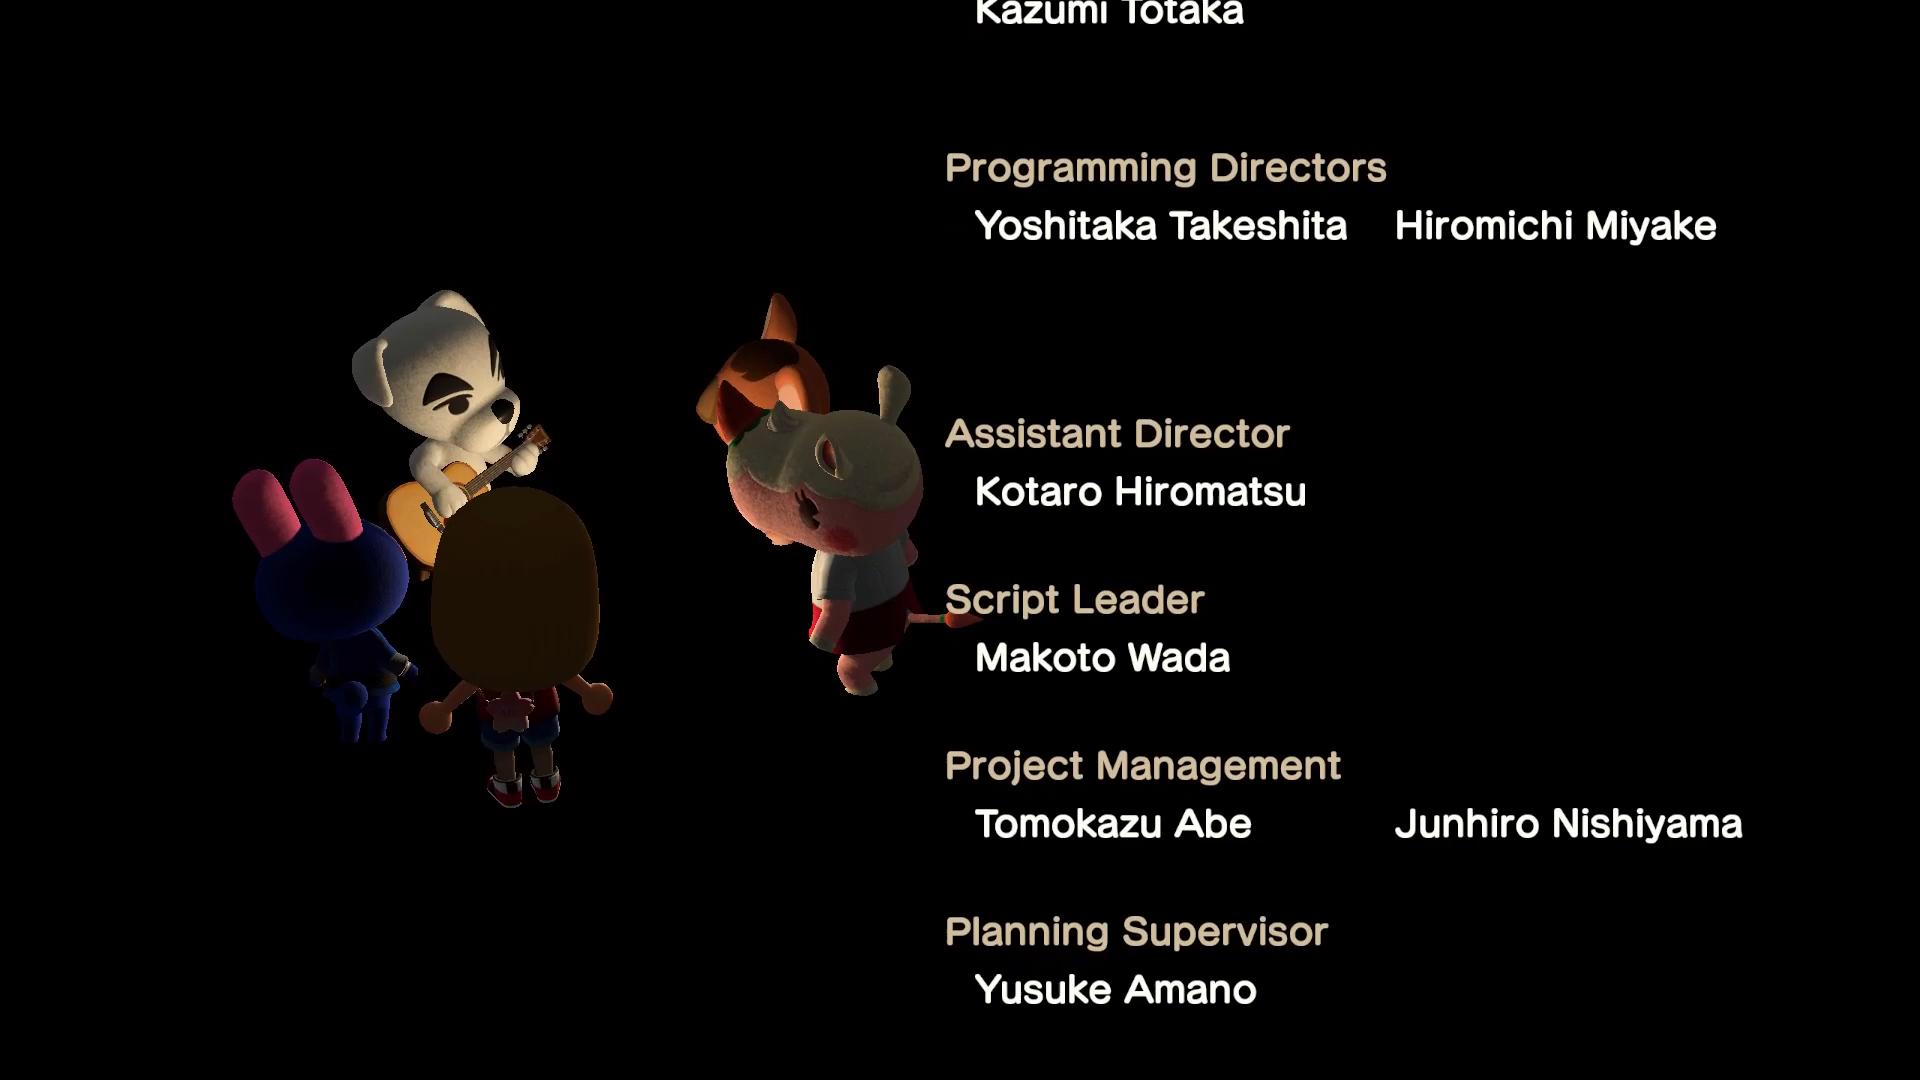 Kazumi Totaka
Programming Directors
Yoshitaka Takeshita Hiromichi Miyake
Assistant Director
Kotaro Hiromatsu
Script Leader
Makoto Wada
Project Management
Tomokazu Abe Junhiro Nishiyama
Planning Supervisor
Yusuke Amano